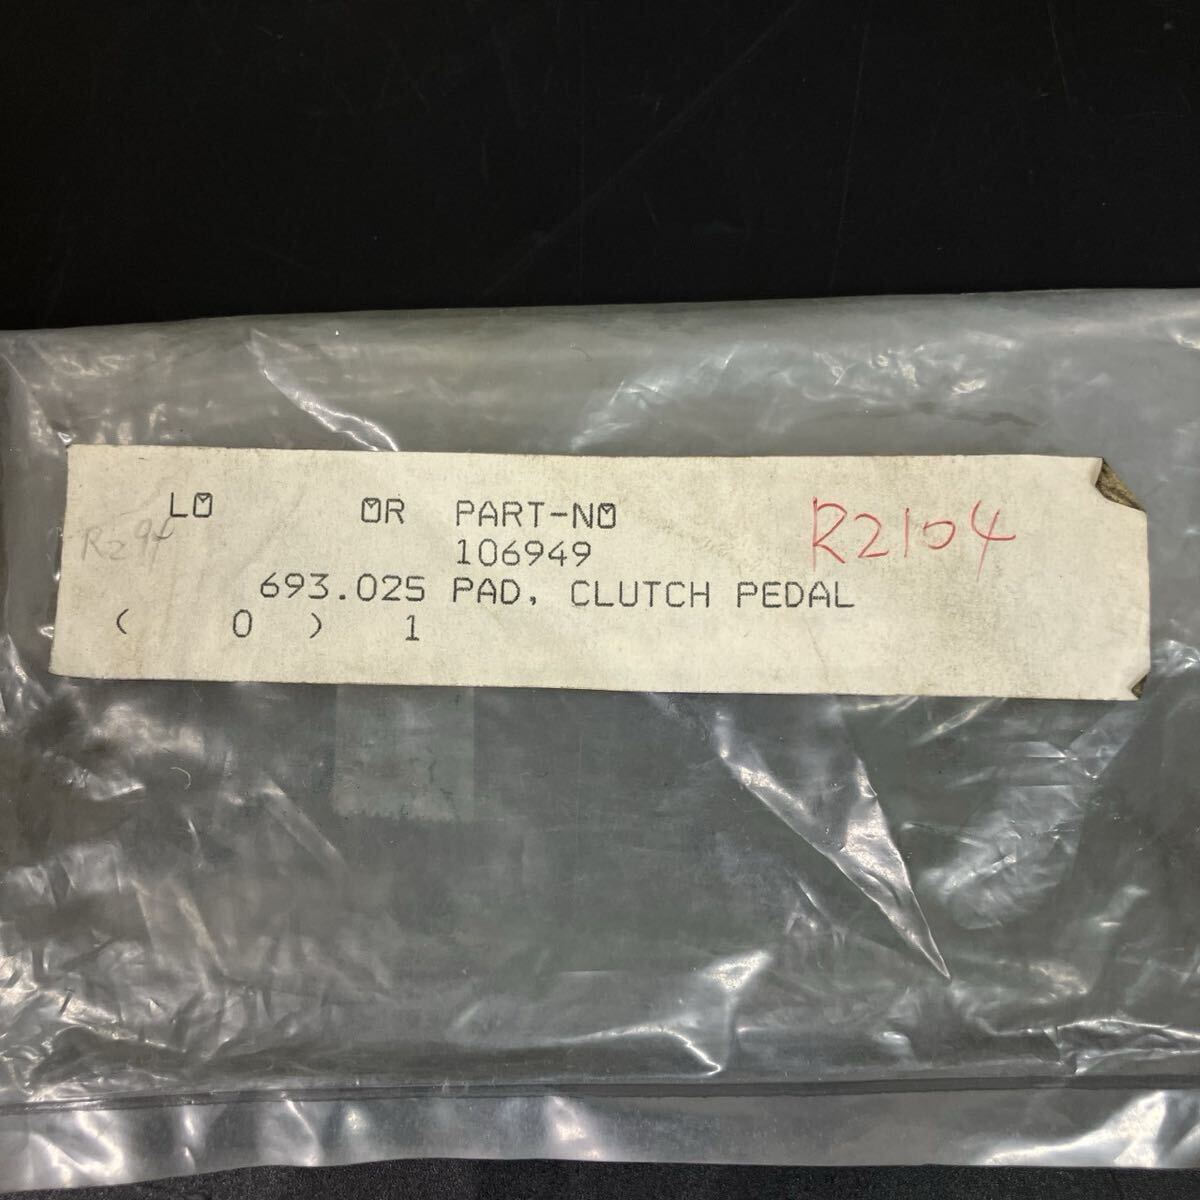 LO OR PART-NO
R294
106949
R2104
693.025 PAD, CLUTCH PEDAL
( 0 ) 1